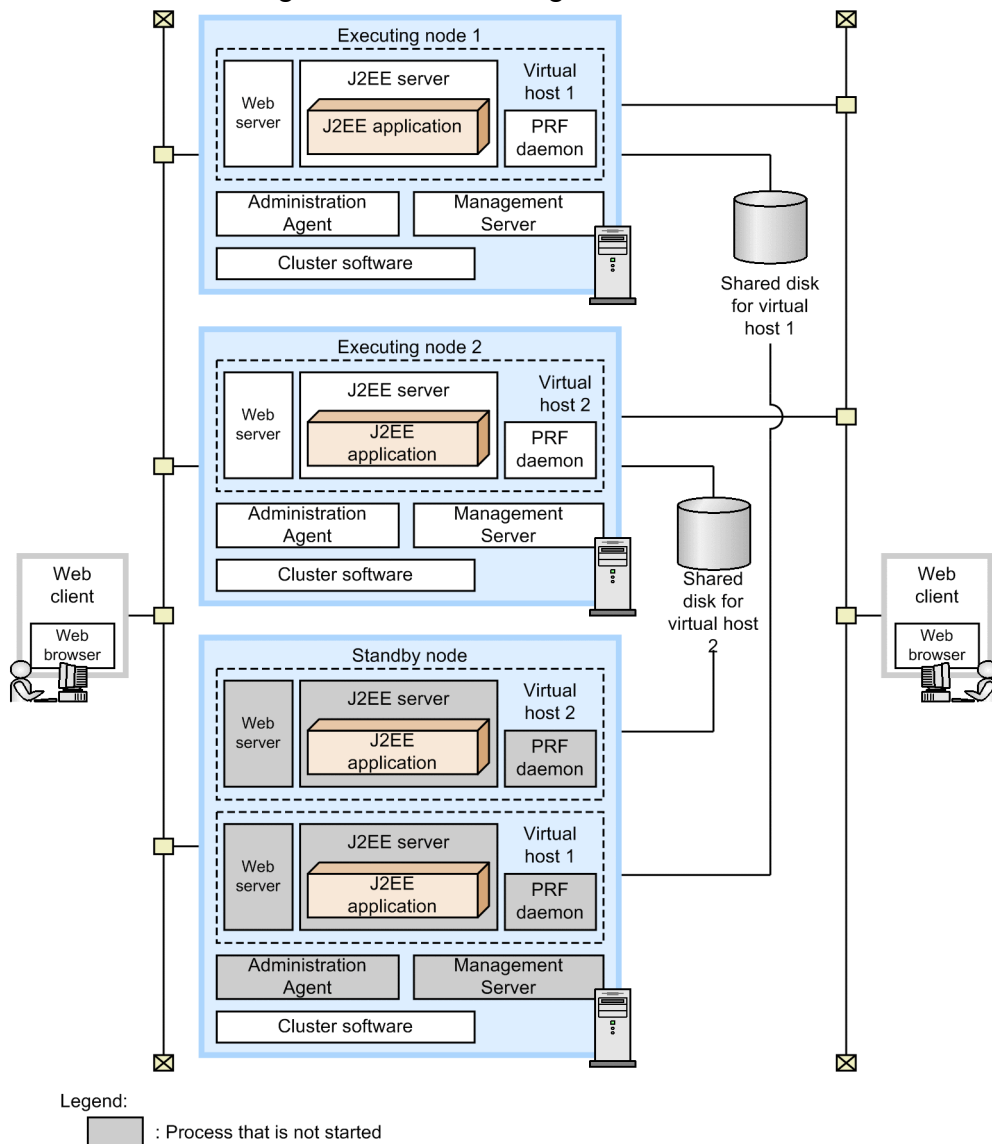 Executing node 1
Web
server
J2EE server
J2EE application
Virtual
host 1
PRF
daemon
Administration
Agent
Management
Server
Cluster software
Shared disk
for virtual
host 1
Executing node 2
Web
server
J2EE server
J2EE
application
Virtual
host 2
PRF
daemon
Administration
Agent
Management
Server
Cluster software
Shared
disk for
virtual host
2
Web
client
Web
browser
Web
client
Web
browser
Standby node
Web
server
J2EE server
J2EE
application
Virtual
host 2
PRF
daemon
Web
server
J2EE server
J2EE
application
Virtual
host 1
PRF
daemon
Administration
Agent
Management
Server
Cluster software
Legend:
: Process that is not started